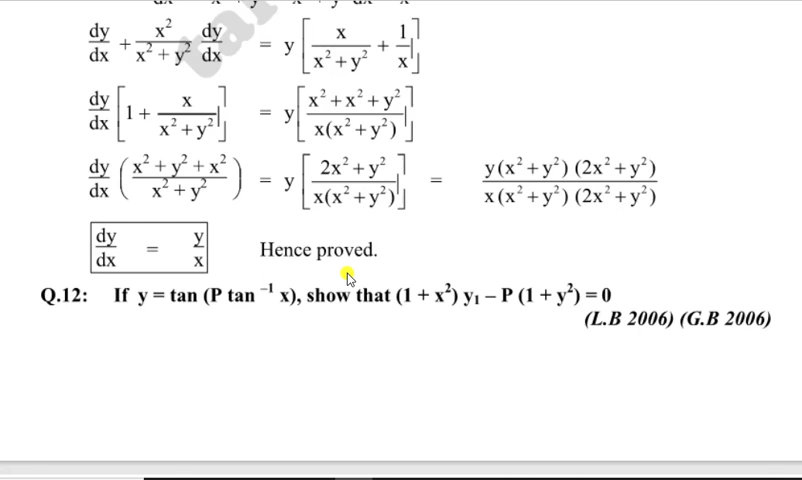 dy/dx + x²/(x² + y²) dy/dx = y [ x/(x² + y²) + 1/x ]
dy/dx [ 1 + x/(x² + y²) ] = y [ (x² + x² + y²)/(x(x² + y²)) ]
dy/dx ( (x² + y² + x²)/(x² + y²) ) = y [ (2x² + y²)/(x(x² + y²)) ] = (y(x² + y²) (2x² + y²))/(x(x² + y²) (2x² + y²))
dy/dx = y/x Hence proved.
Q.12: If y = tan (P tan ⁻¹ x), show that (1 + x²) y₁ – P (1 + y²) = 0
(L.B 2006) (G.B 2006)